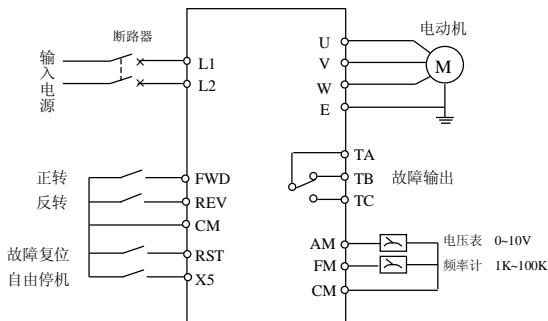 断路器
输入电源
L1
L2
正转
FWD
反转
REV
CM
故障复位
RST
自由停机
X5
U
V
W
E
电动机
M
TA
TB
TC
故障输出
AM
电压表 0~10V
FM
频率计 1K~100K
CM